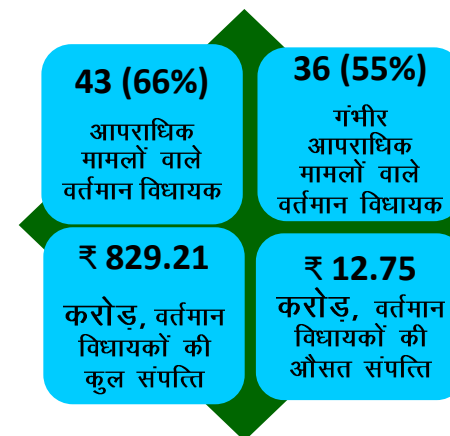 43 (66%)
आपराधिक
मामलों वाले
वर्तमान विधायक
36 (55%)
गंभीर
आपराधिक
मामलों वाले
वर्तमान विधायक
₹ 829.21
करोड़, वर्तमान
विधायकों की
कुल संपत्ति
₹ 12.75
करोड़, वर्तमान
विधायकों की
औसत संपत्ति